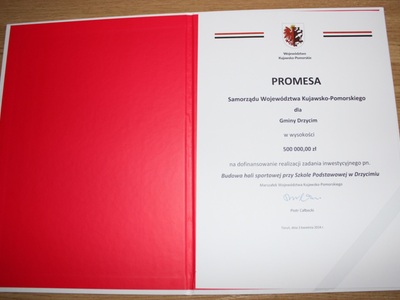 Województwo
Kujawsko-Pomorskie
PROMESA
Samorządu Województwa Kujawsko-Pomorskiego
dla
Gminy Drzycim
w wysokości
500 000,00 zł
na dofinansowanie realizacji zadania inwestycyjnego pn.
Budowa hali sportowej przy Szkole Podstawowej w Drzycimiu
Marszałek Województwa Kujawsko-Pomorskiego
Piotr Całbecki